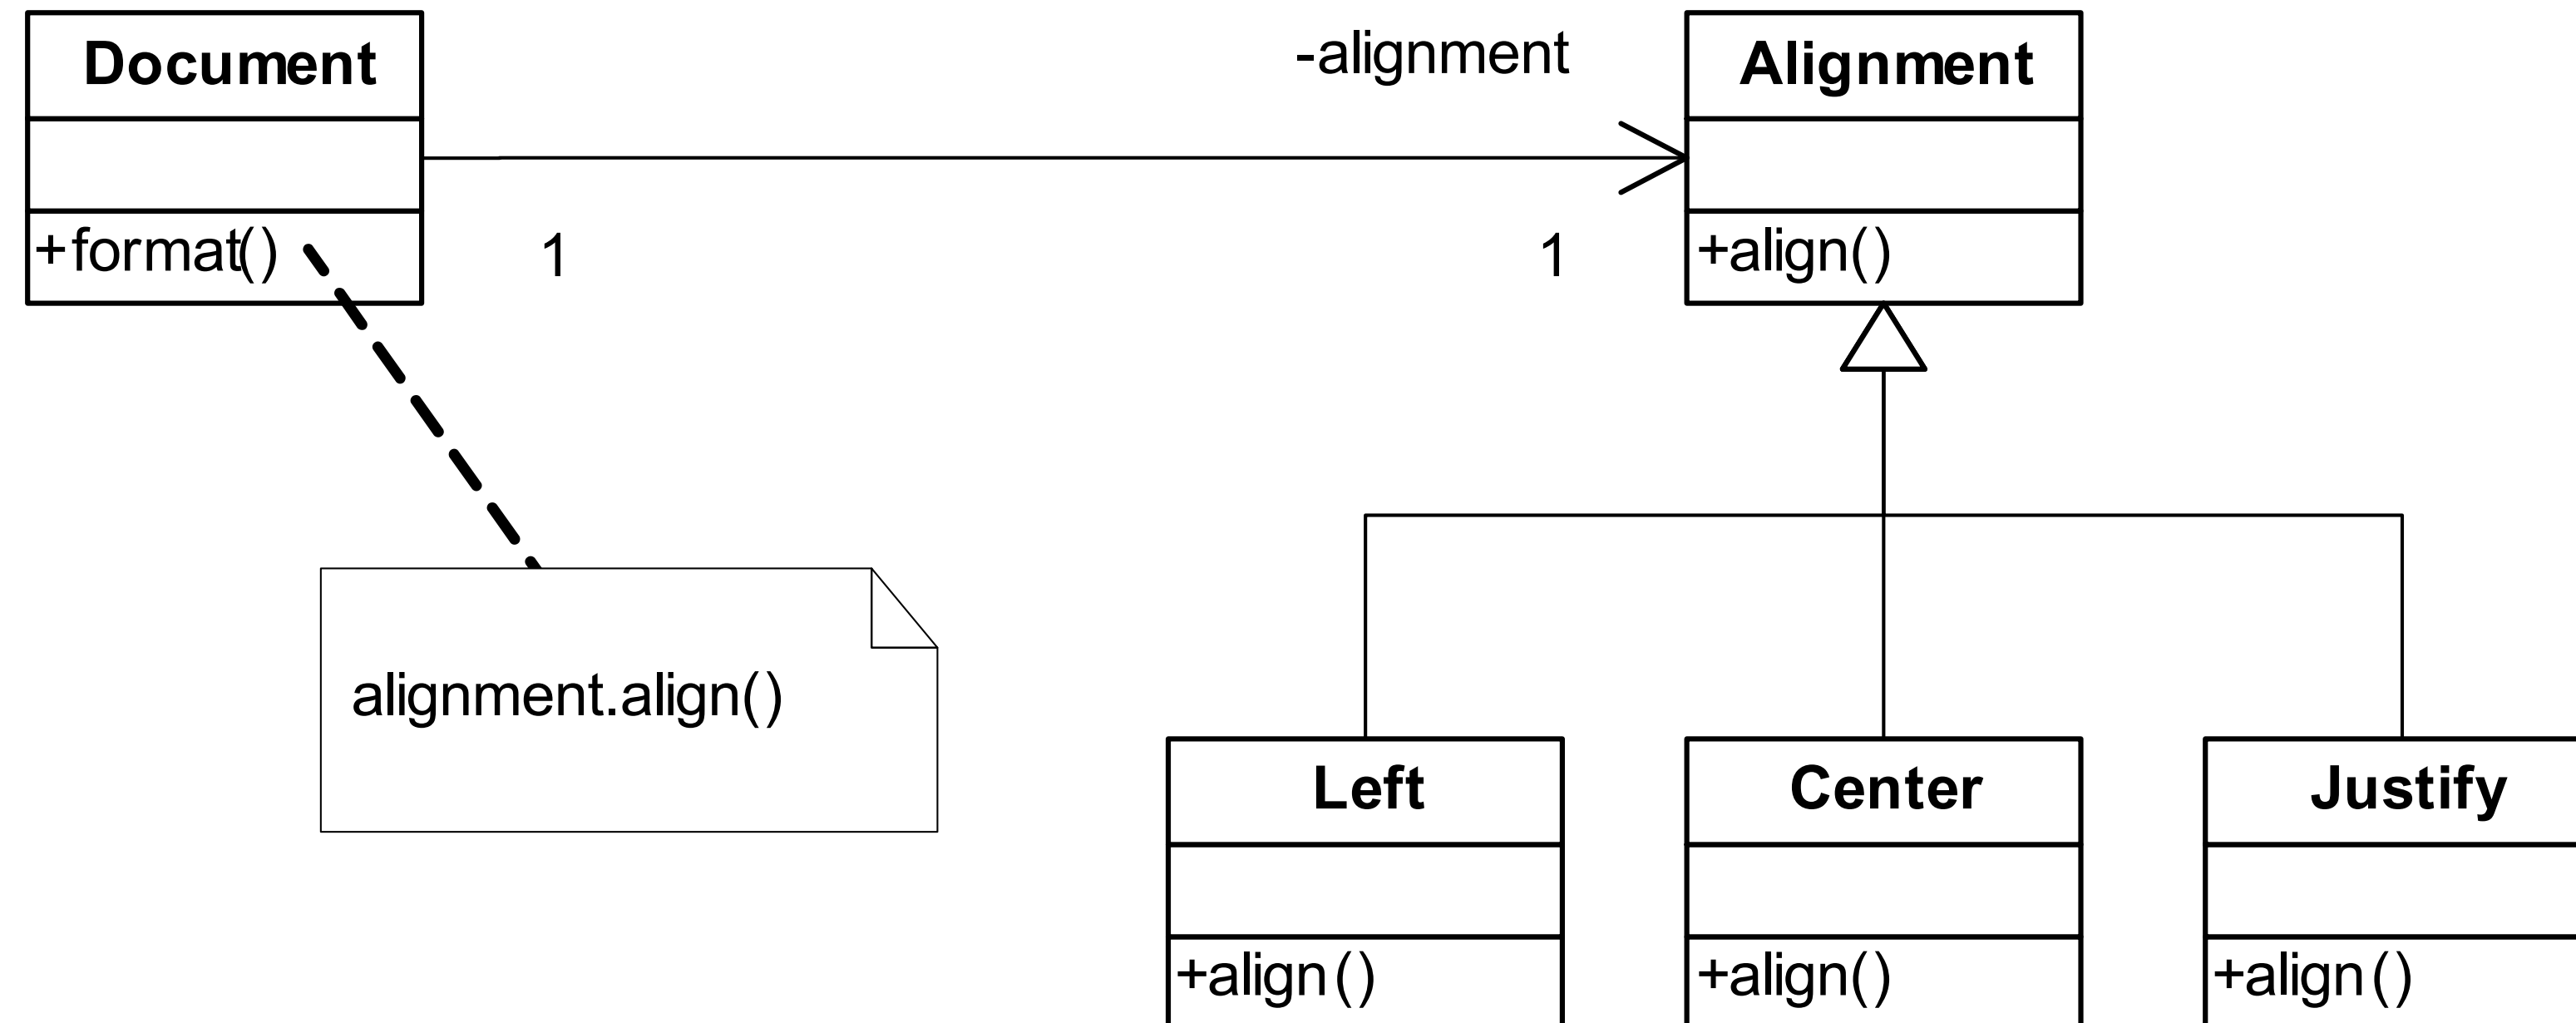 Document
-alignment
Alignment
+format()
1
1
+align()
alignment.align()
Left
Center
Justify
+align()
+align()
+align()